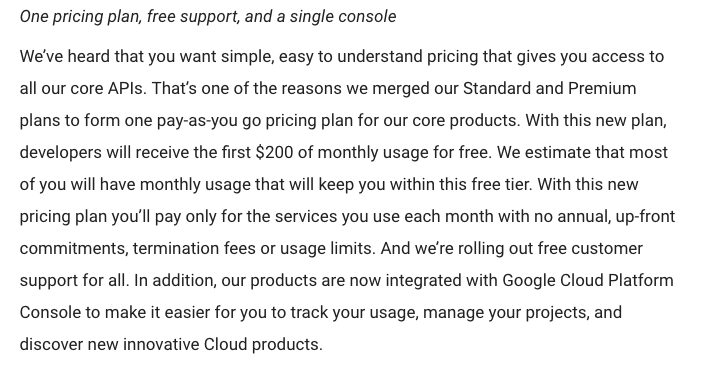 One pricing plan, free support, and a single console
We’ve heard that you want simple, easy to understand pricing that gives you access to
all our core APIs. That’s one of the reasons we merged our Standard and Premium
plans to form one pay-as-you go pricing plan for our core products. With this new plan,
developers will receive the first $200 of monthly usage for free. We estimate that most
of you will have monthly usage that will keep you within this free tier. With this new
pricing plan you’ll pay only for the services you use each month with no annual, up-front
commitments, termination fees or usage limits. And we’re rolling out free customer
support for all. In addition, our products are now integrated with Google Cloud Platform
Console to make it easier for you to track your usage, manage your projects, and
discover new innovative Cloud products.